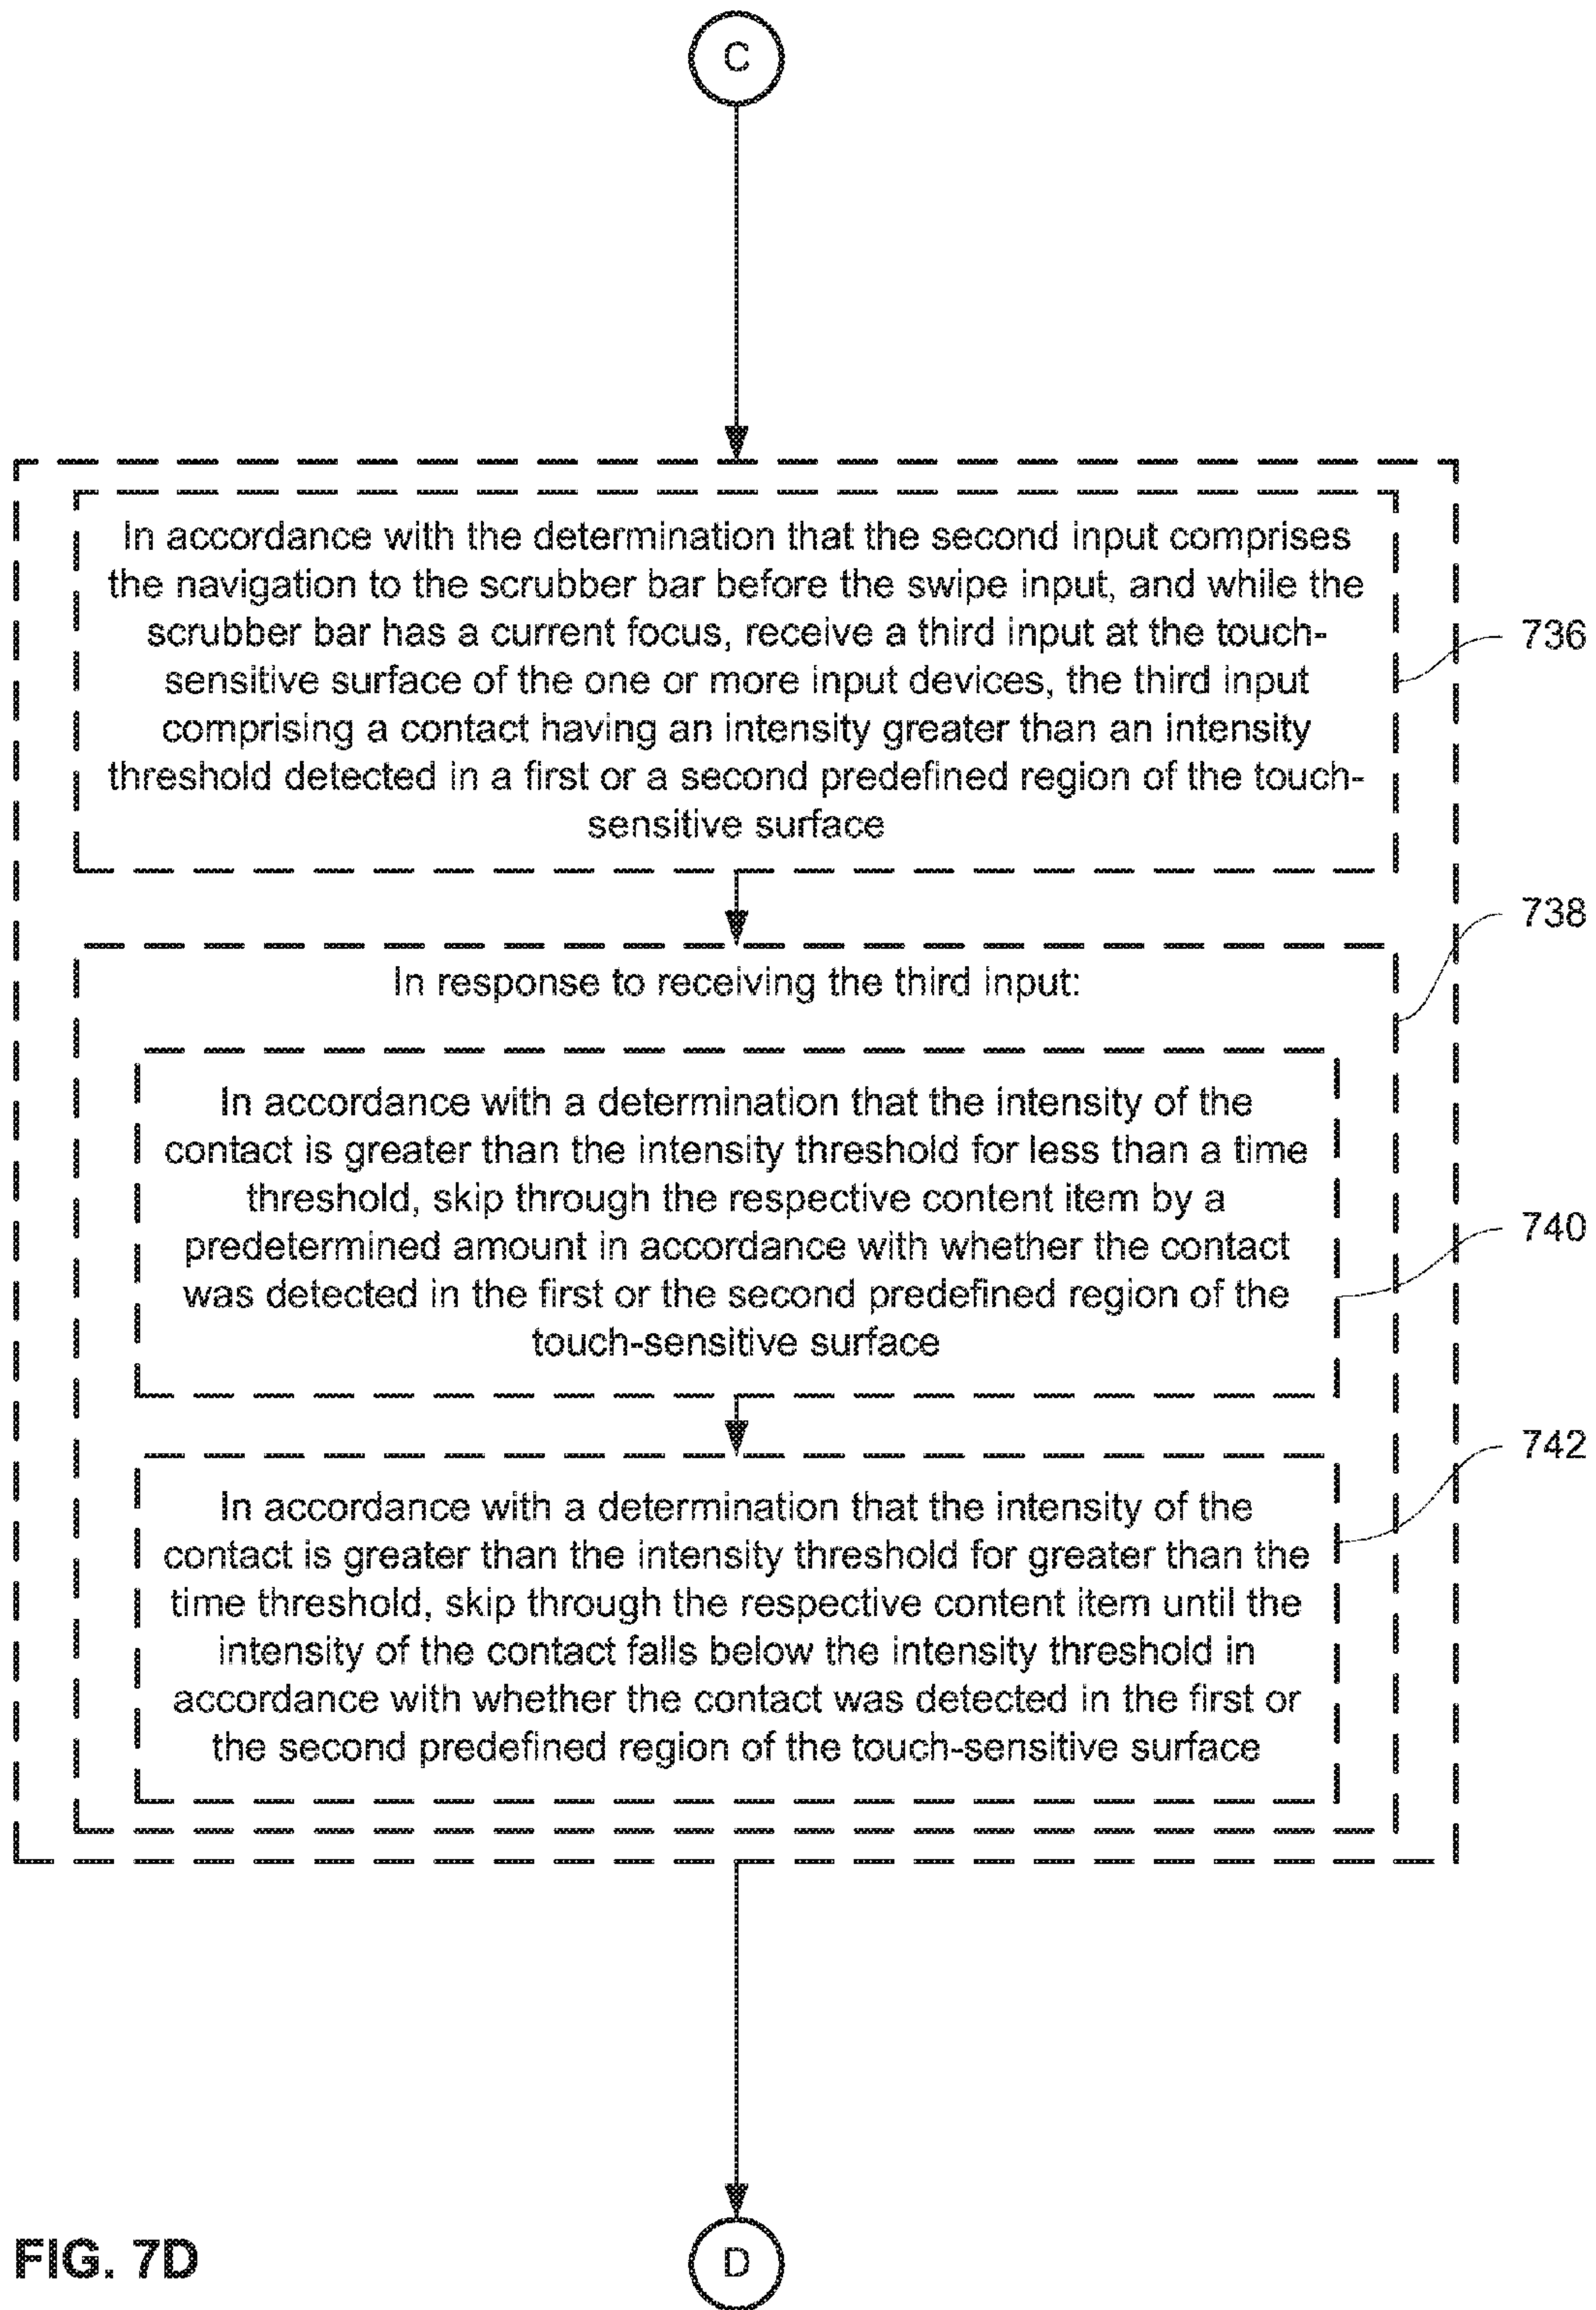 C
In accordance with the determination that the second input comprises
the navigation to the scrubber bar before the swipe input, and while the
scrubber bar has a current focus, receive a third input at the touch-
sensitive surface of the one or more input devices, the third input
comprising a contact having an intensity greater than an intensity
threshold detected in a first or a second predefined region of the touch-
sensitive surface
736
738
In response to receiving the third input:
In accordance with a determination that the intensity of the
contact is greater than the intensity threshold for less than a time
threshold, skip through the respective content item by a
predetermined amount in accordance with whether the contact
was detected in the first or the second predefined region of the
touch-sensitive surface
740
742
In accordance with a determination that the intensity of the
contact is greater than the intensity threshold for greater than the
time threshold, skip through the respective content item until the
intensity of the contact falls below the intensity threshold in
accordance with whether the contact was detected in the first or
the second predefined region of the touch-sensitive surface
FIG. 7D
D